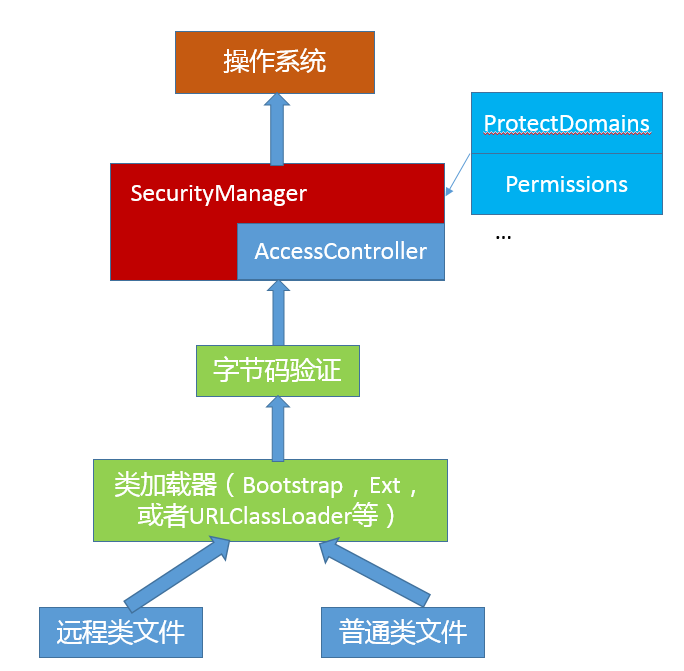 操作系统
ProtectDomains
SecurityManager
Permissions
...
AccessController
字节码验证
类加载器（Bootstrap，Ext，
或者URLClassLoader等）
远程类文件
普通类文件